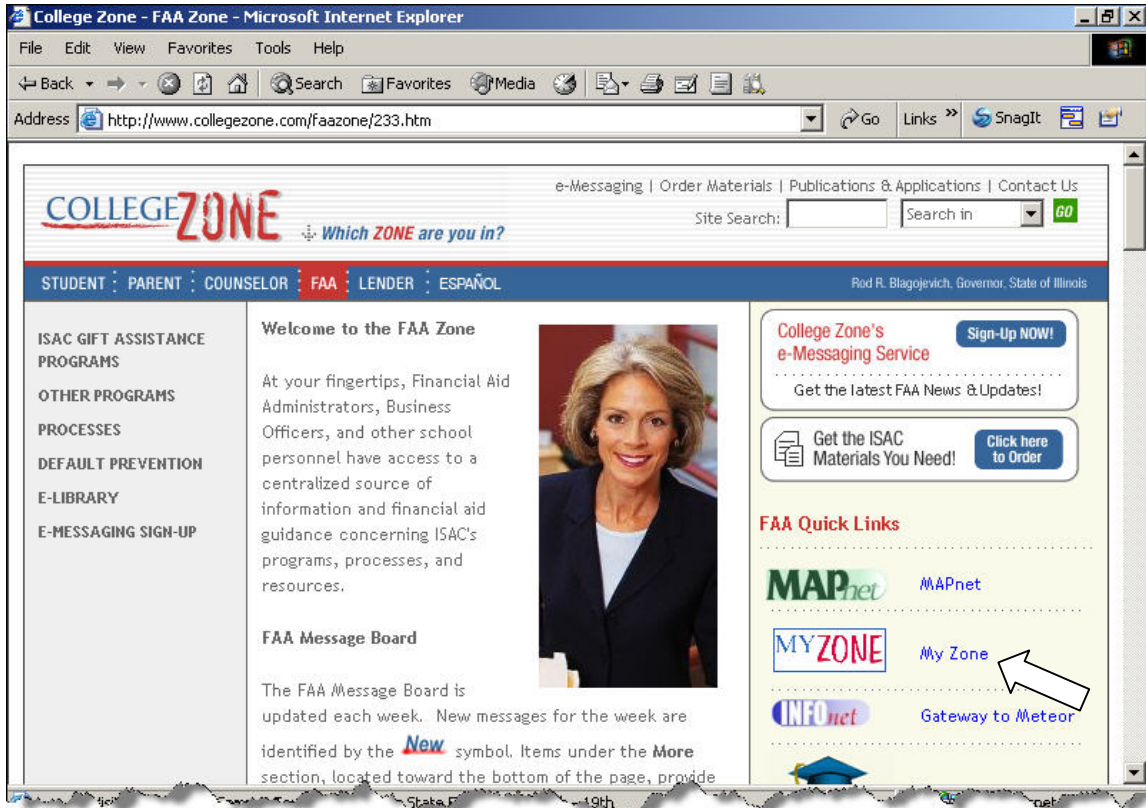 College Zone - FAA Zone - Microsoft Internet Explorer
File Edit View Favorites Tools Help
Back Search Favorites Media
Address http://www.collegezone.com/faazone/233.htm Go Links » SnagIt
e-Messaging | Order Materials | Publications & Applications | Contact Us
COLLEGE ZONE Which ZONE are you in?
Site Search: Search in GO
STUDENT PARENT COUNSELOR FAA LENDER ESPAÑOL Rod R. Blagojevich, Governor, State of Illinois
ISAC GIFT ASSISTANCE
PROGRAMS
OTHER PROGRAMS
PROCESSES
DEFAULT PREVENTION
E-LIBRARY
E-MESSAGING SIGN-UP
Welcome to the FAA Zone
At your fingertips, Financial Aid
Administrators, Business
Officers, and other school
personnel have access to a
centralized source of
information and financial aid
guidance concerning ISAC's
programs, processes, and
resources.
FAA Message Board
The FAA Message Board is
updated each week. New messages for the week are
identified by the New symbol. Items under the More
section, located toward the bottom of the page, provide
College Zone's
e-Messaging Service
Sign-Up NOW!
Get the latest FAA News & Updates!
Get the ISAC
Materials You Need!
Click here
to Order
FAA Quick Links
MAPnet MAPnet
MYZONE My Zone
INFOnet Gateway to Meteor
State 19th